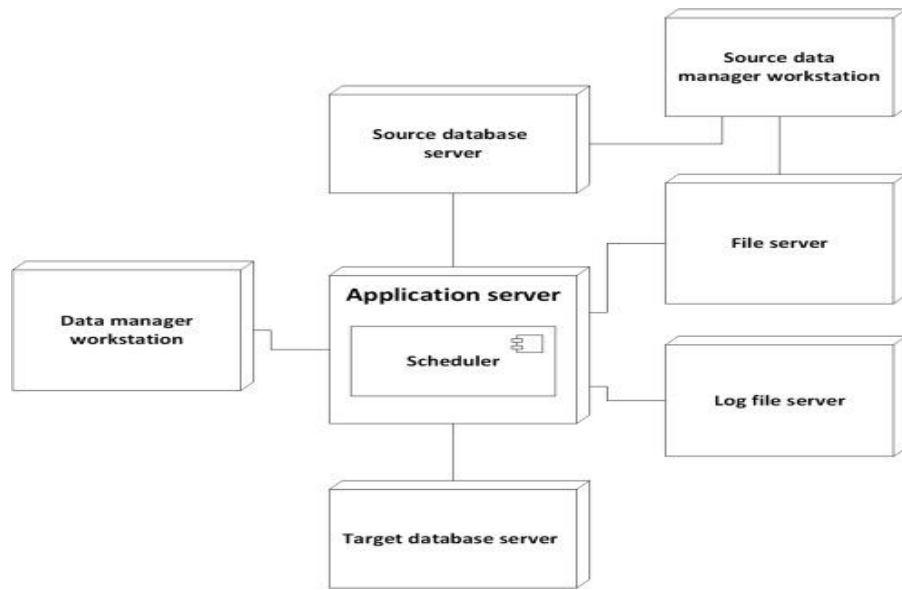 Source data
manager workstation
Source database
server
File server
Application server
Scheduler
Data manager
workstation
Log file server
Target database server